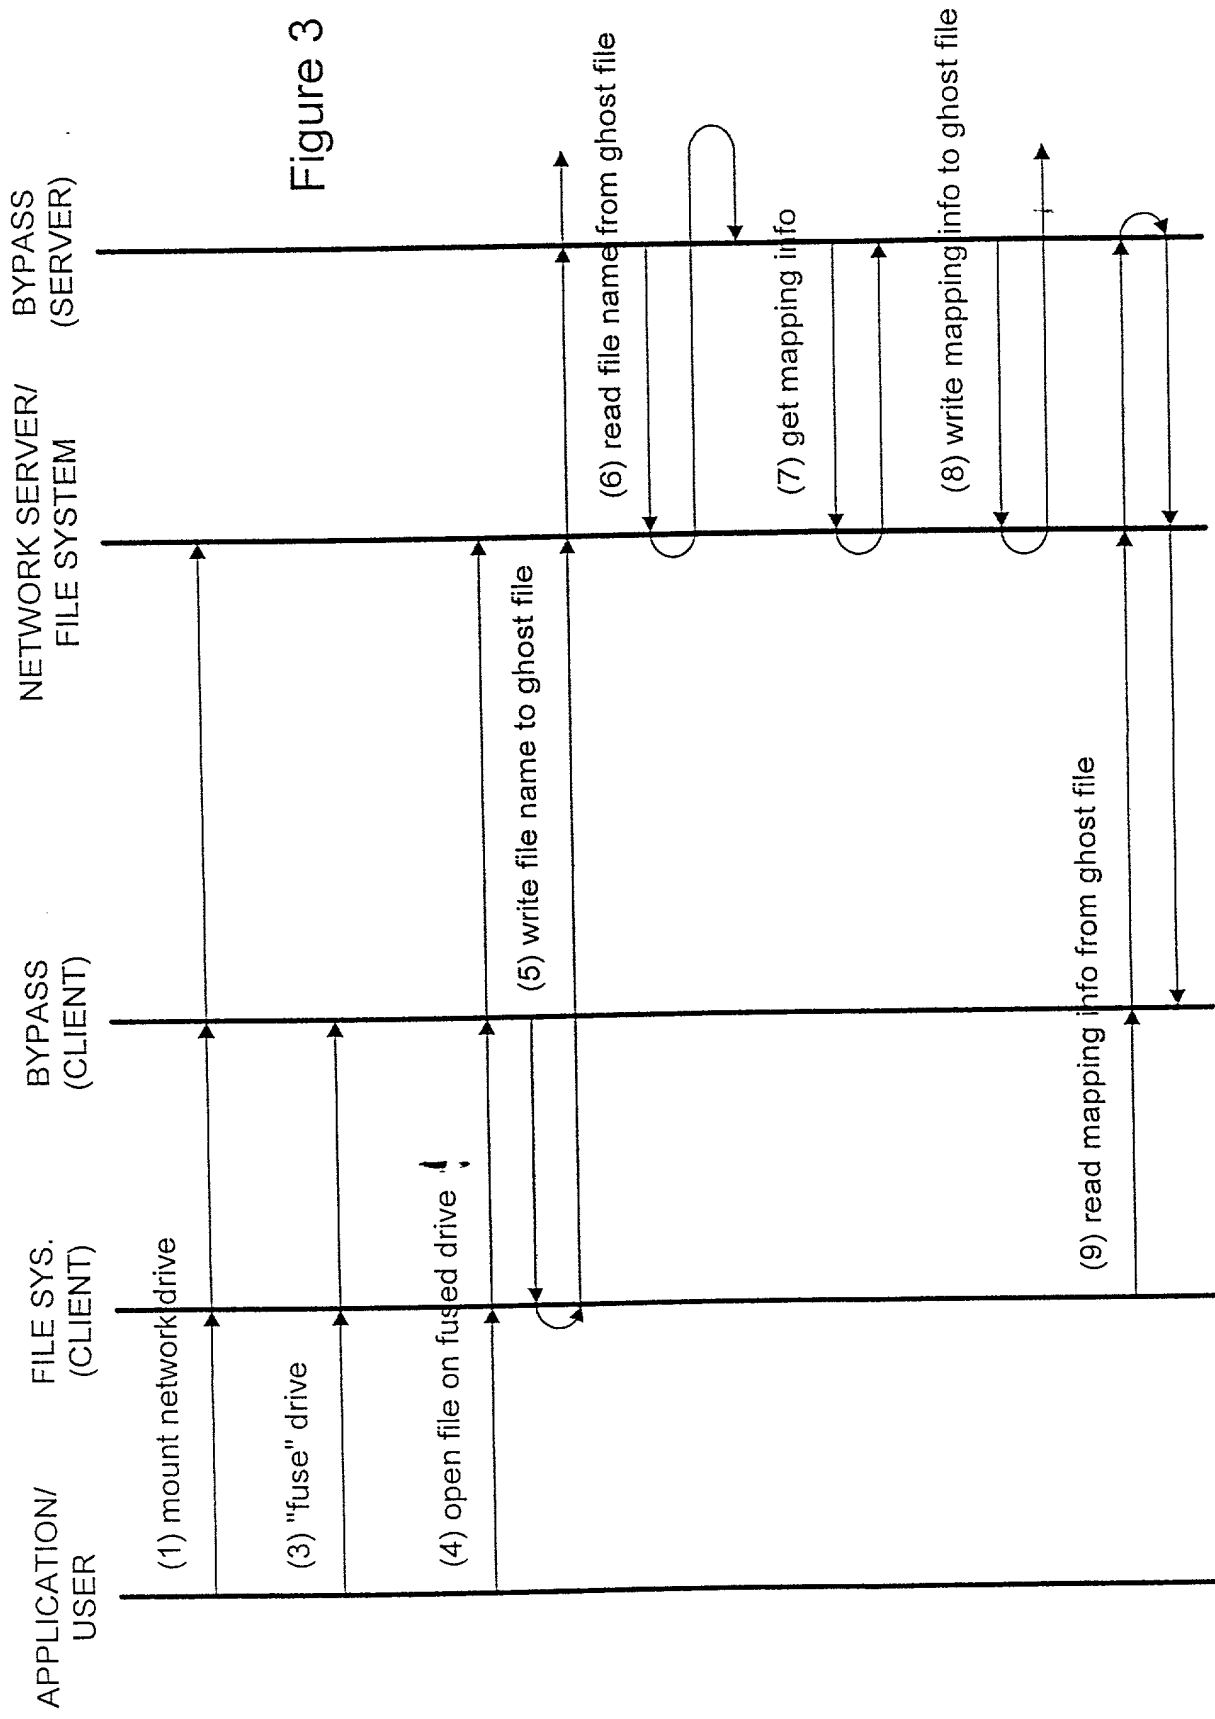 APPLICATION/
USER
FILE SYS.
(CLIENT)
BYPASS
(CLIENT)
NETWORK SERVER/
FILE SYSTEM
BYPASS
(SERVER)
Figure 3
(1) mount network drive
(3) "fuse" drive
(4) open file on fused drive
(5) write file name to ghost file
(6) read file name from ghost file
(7) get mapping info
(8) write mapping info to ghost file
(9) read mapping info from ghost file